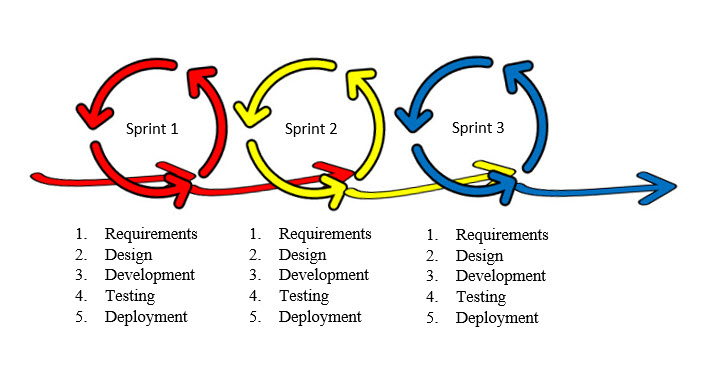 Sprint 1
Sprint 2
Sprint 3
1. Requirements
2. Design
3. Development
4. Testing
5. Deployment
1. Requirements
2. Design
3. Development
4. Testing
5. Deployment
1. Requirements
2. Design
3. Development
4. Testing
5. Deployment